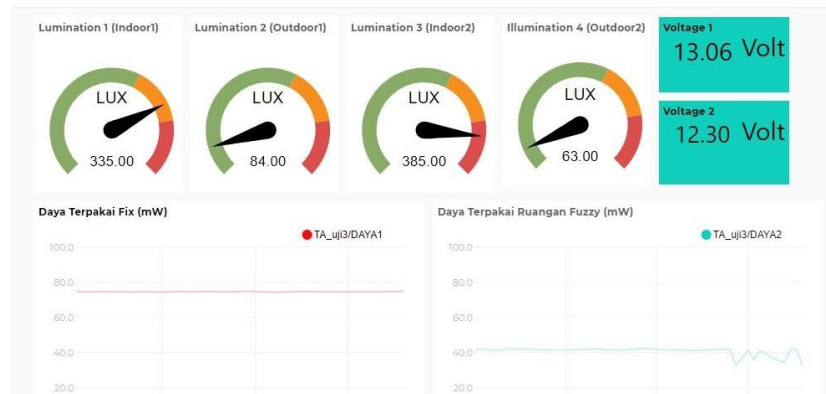 Lumination 1 (Indoor1)
Lumination 2 (Outdoor1)
Lumination 3 (Indoor2)
Illumination 4 (Outdoor2)
Voltage 1
13.06 Volt
LUX
335.00
LUX
84.00
LUX
385.00
LUX
63.00
Voltage 2
12.30 Volt
Daya Terpakai Fix (mW)
TA_uji3/DAYA1
100.0
80.0
60.0
40.0
20.0
Daya Terpakai Ruangan Fuzzy (mW)
TA_uji3/DAYA2
100.0
80.0
60.0
40.0
20.0